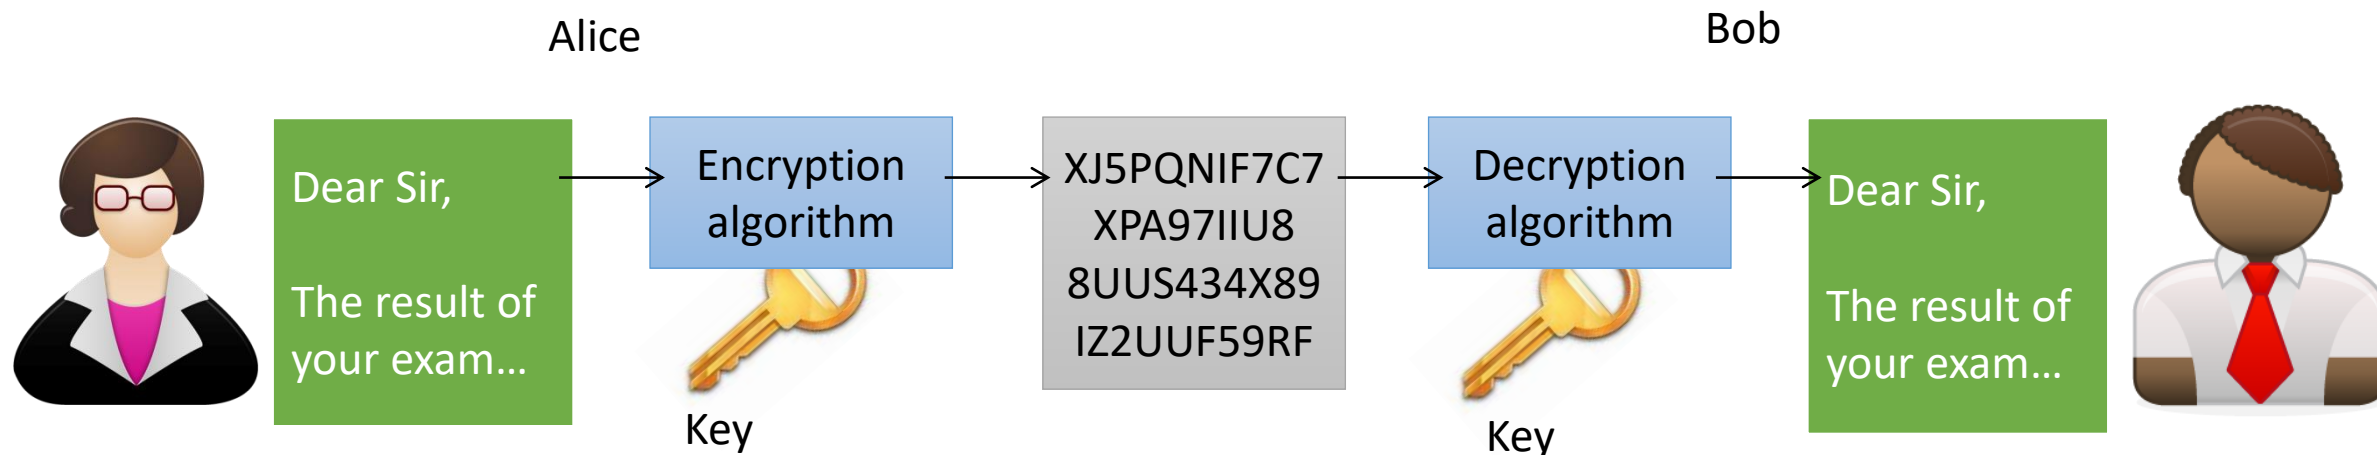 Alice
Bob
Dear Sir,
The result of
your exam...
Encryption
algorithm
Key
XJ5PQNIF7C7
XPA97IIU8
8UUS434X89
IZ2UUF59RF
Decryption
algorithm
Key
Dear Sir,
The result of
your exam...